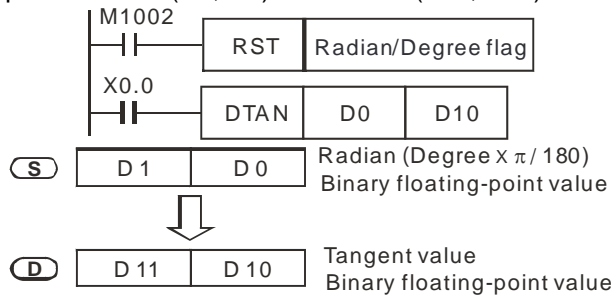 M1002
RST Radian/Degree flag
X0.0
DTAN D0 D10
S D 1 D 0 Radian (Degree X π / 180)
Binary floating-point value
D D 11 D 10 Tangent value
Binary floating-point value